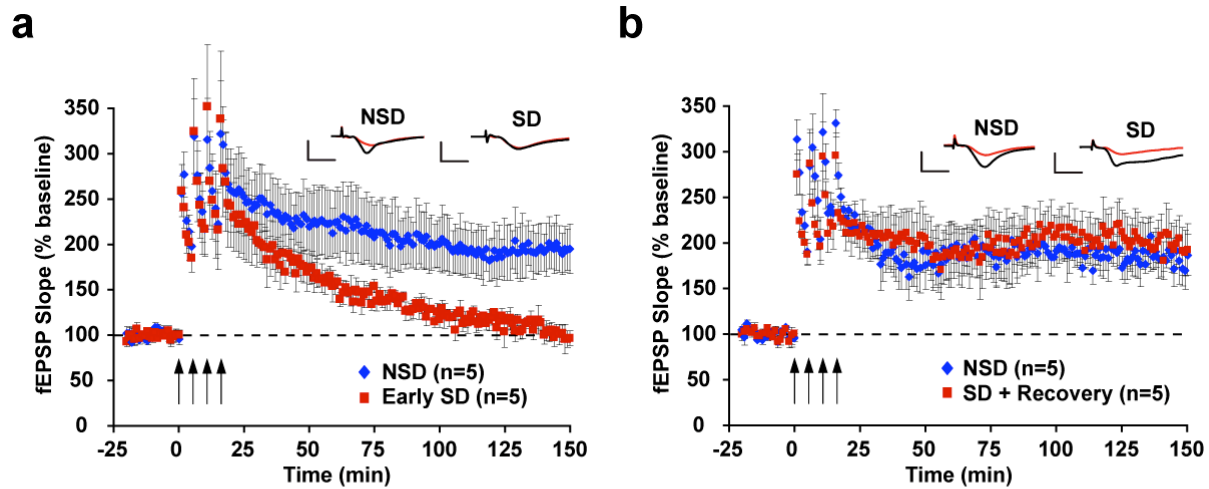 a
fEPSP Slope (% baseline)
350
300
250
200
150
100
50
0
-25 0 25 50 75 100 125 150
Time (min)
NSD
SD
NSD (n=5)
Early SD (n=5)
b
fEPSP Slope (% baseline)
350
300
250
200
150
100
50
0
-25 0 25 50 75 100 125 150
Time (min)
NSD
SD
NSD (n=5)
SD + Recovery (n=5)